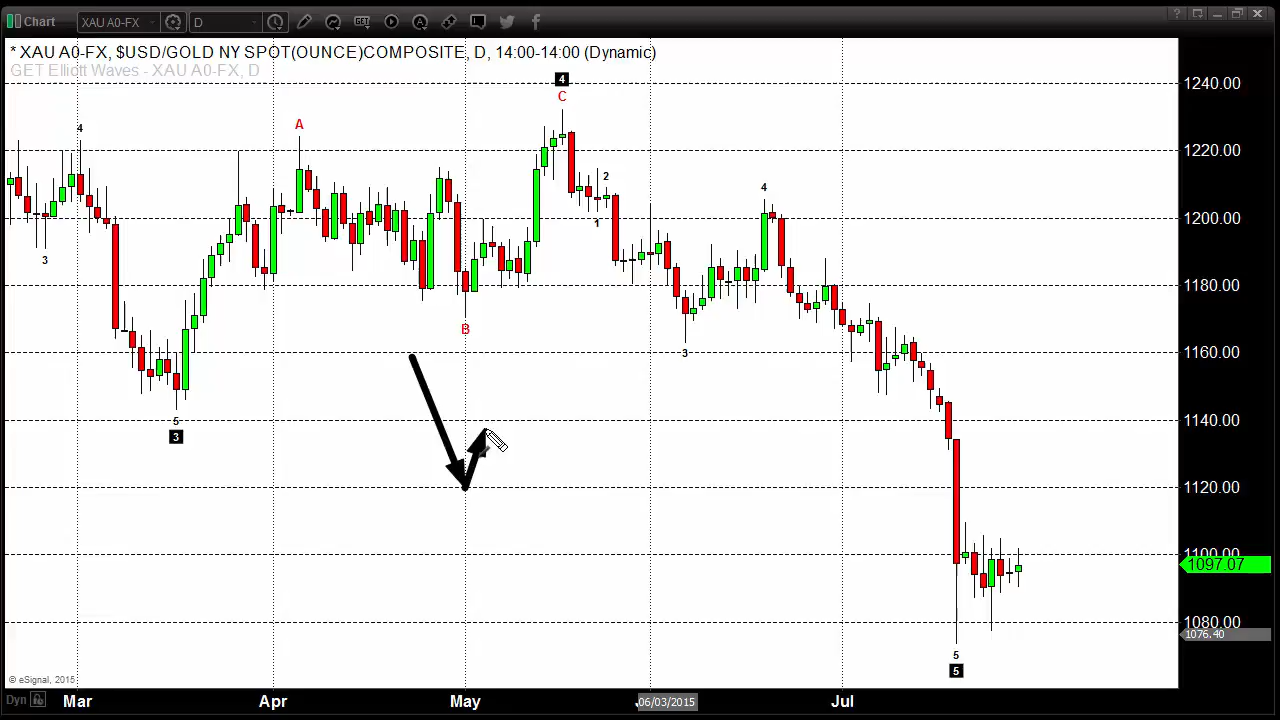 Chart XAU A0-FX D GET A
* XAU A0-FX, $USD/GOLD NY SPOT(OUNCE)COMPOSITE, D, 14:00-14:00 (Dynamic)
GET Elliott Waves - XAU A0-FX, D
4
1240.00
C
A
4
1220.00
2
4
1200.00
1
3
1180.00
B
3
1160.00
5
3
1140.00
1120.00
1100.00
1097.07
1080.00
1076.40
5
5
© eSignal, 2015
Dyn Mar Apr May 06/03/2015 Jul